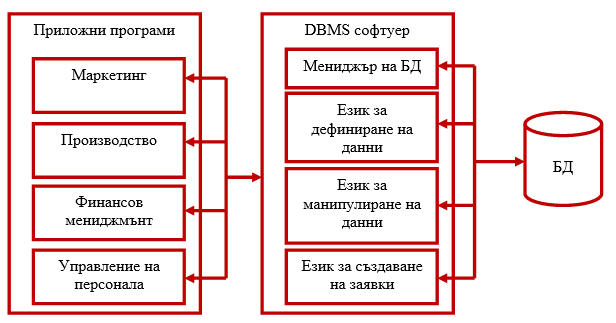 Приложни програми
Маркетинг
Производство
Финансов
мениджмънт
Управление на
персонала
DBMS софтуер
Мениджър на БД
Език за
дефиниране на
данни
Език за
манипулиране на
данни
Език за създаване
на заявки
БД